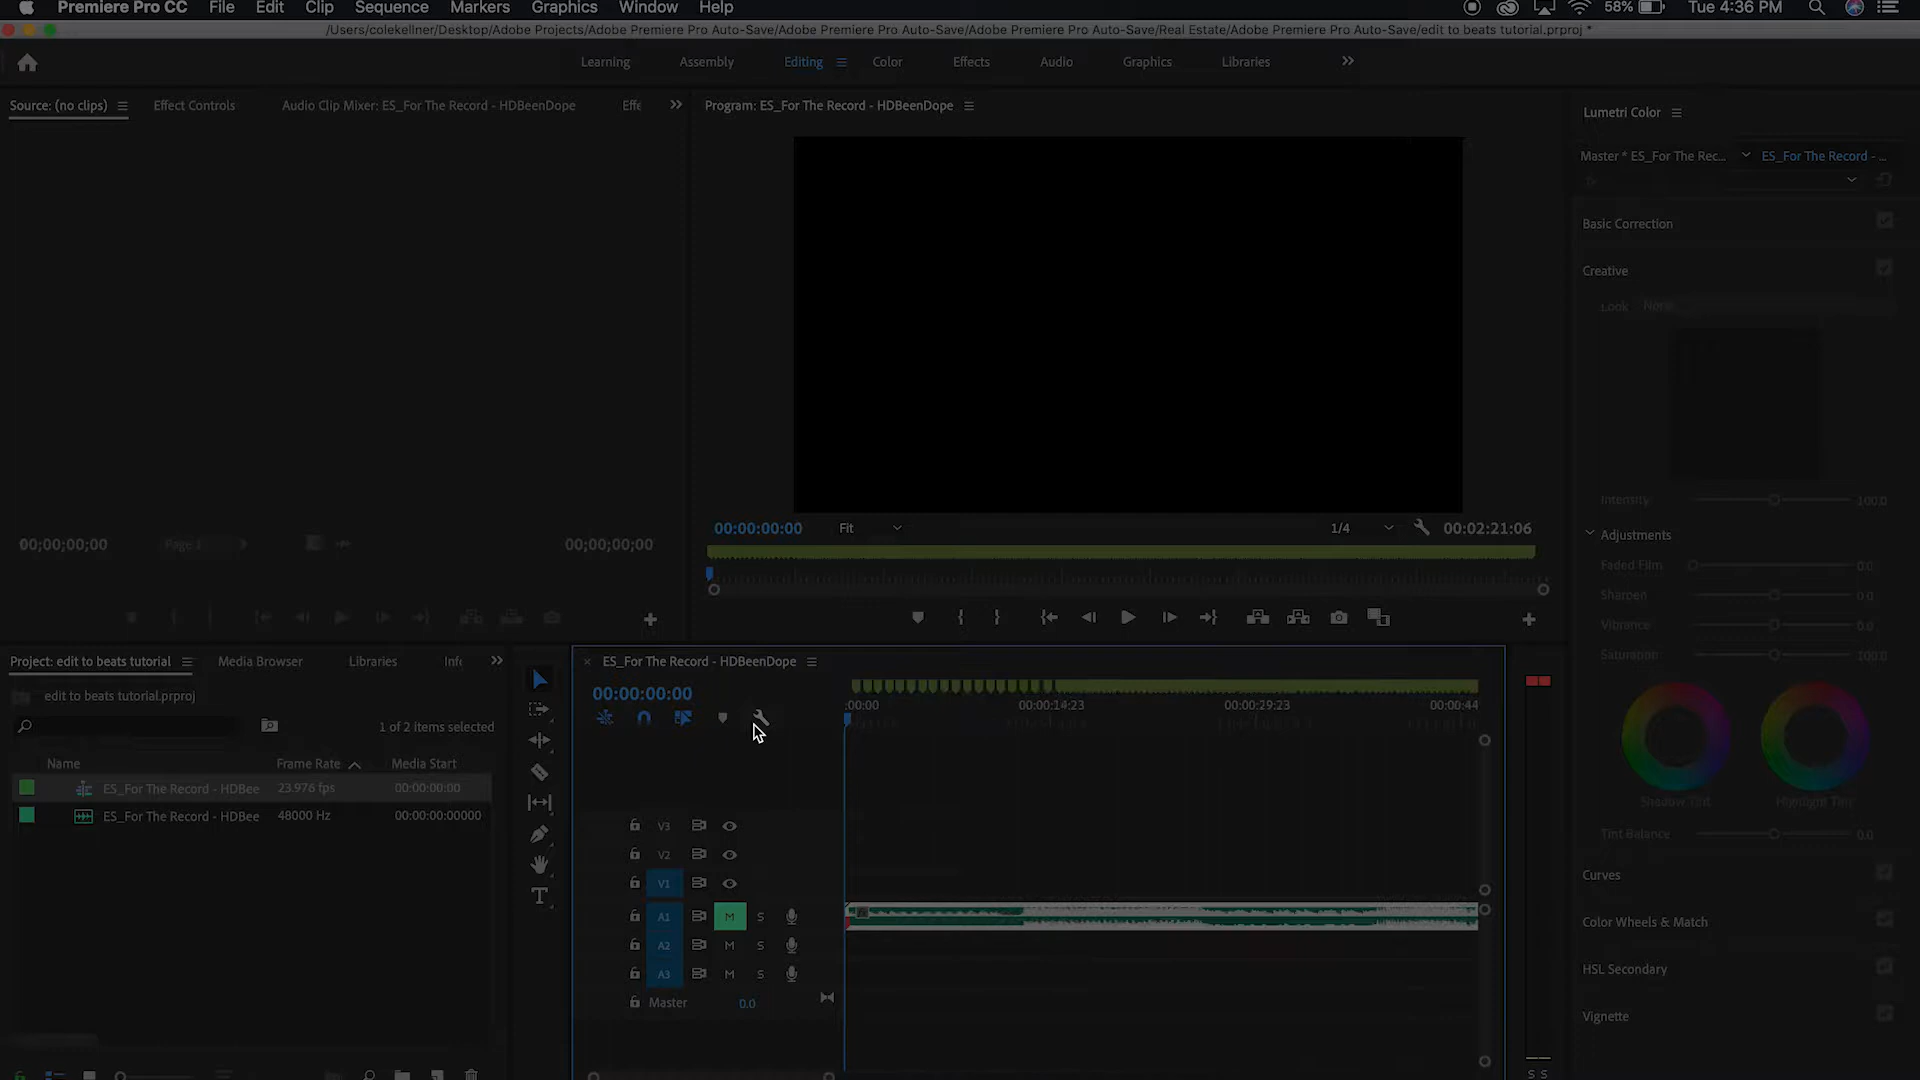 Premiere Pro CC File Edit Clip Sequence Markers Graphics Window Help 58% Tue 4:36 PM
/Users/colekellner/Desktop/Adobe Projects/Adobe Premiere Pro Auto-Save/Adobe Premiere Pro Auto-Save/Adobe Premiere Pro Auto-Save/Real Estate/Adobe Premiere Pro Auto-Save/edit to beats tutorial.prproj *
Learning Assembly Editing Color Effects Audio Graphics Libraries
Source: (no clips) Effect Controls Audio Clip Mixer: ES_For The Record - HDBeenDope Effe
Program: ES_For The Record - HDBeenDope
Lumetri Color
Master * ES_For The Rec... ES_For The Record - ...
fx
Basic Correction
Creative
Look None
Intensity 100.0
Adjustments
Faded Film 0.0
Sharpen 0.0
Vibrance 0.0
Saturation 100.0
Shadow Tint Highlight Tint
Tint Balance 0.0
Curves
Color Wheels & Match
HSL Secondary
Vignette
00;00;00;00 Page 1 00;00;00;00
00:00:00:00 Fit 1/4 00:02:21:06
Project: edit to beats tutorial Media Browser Libraries Info
edit to beats tutorial.prproj
1 of 2 items selected
Name Frame Rate Media Start
ES_For The Record - HDBee 23.976 fps 00:00:00:00
ES_For The Record - HDBee 48000 Hz 00:00:00:00000
× ES_For The Record - HDBeenDope
00:00:00:00
:00:00 00:00:14:23 00:00:29:23 00:00:44
V3
V2
V1
A1 M S
A2 M S
A3 M S
Master 0.0
S S